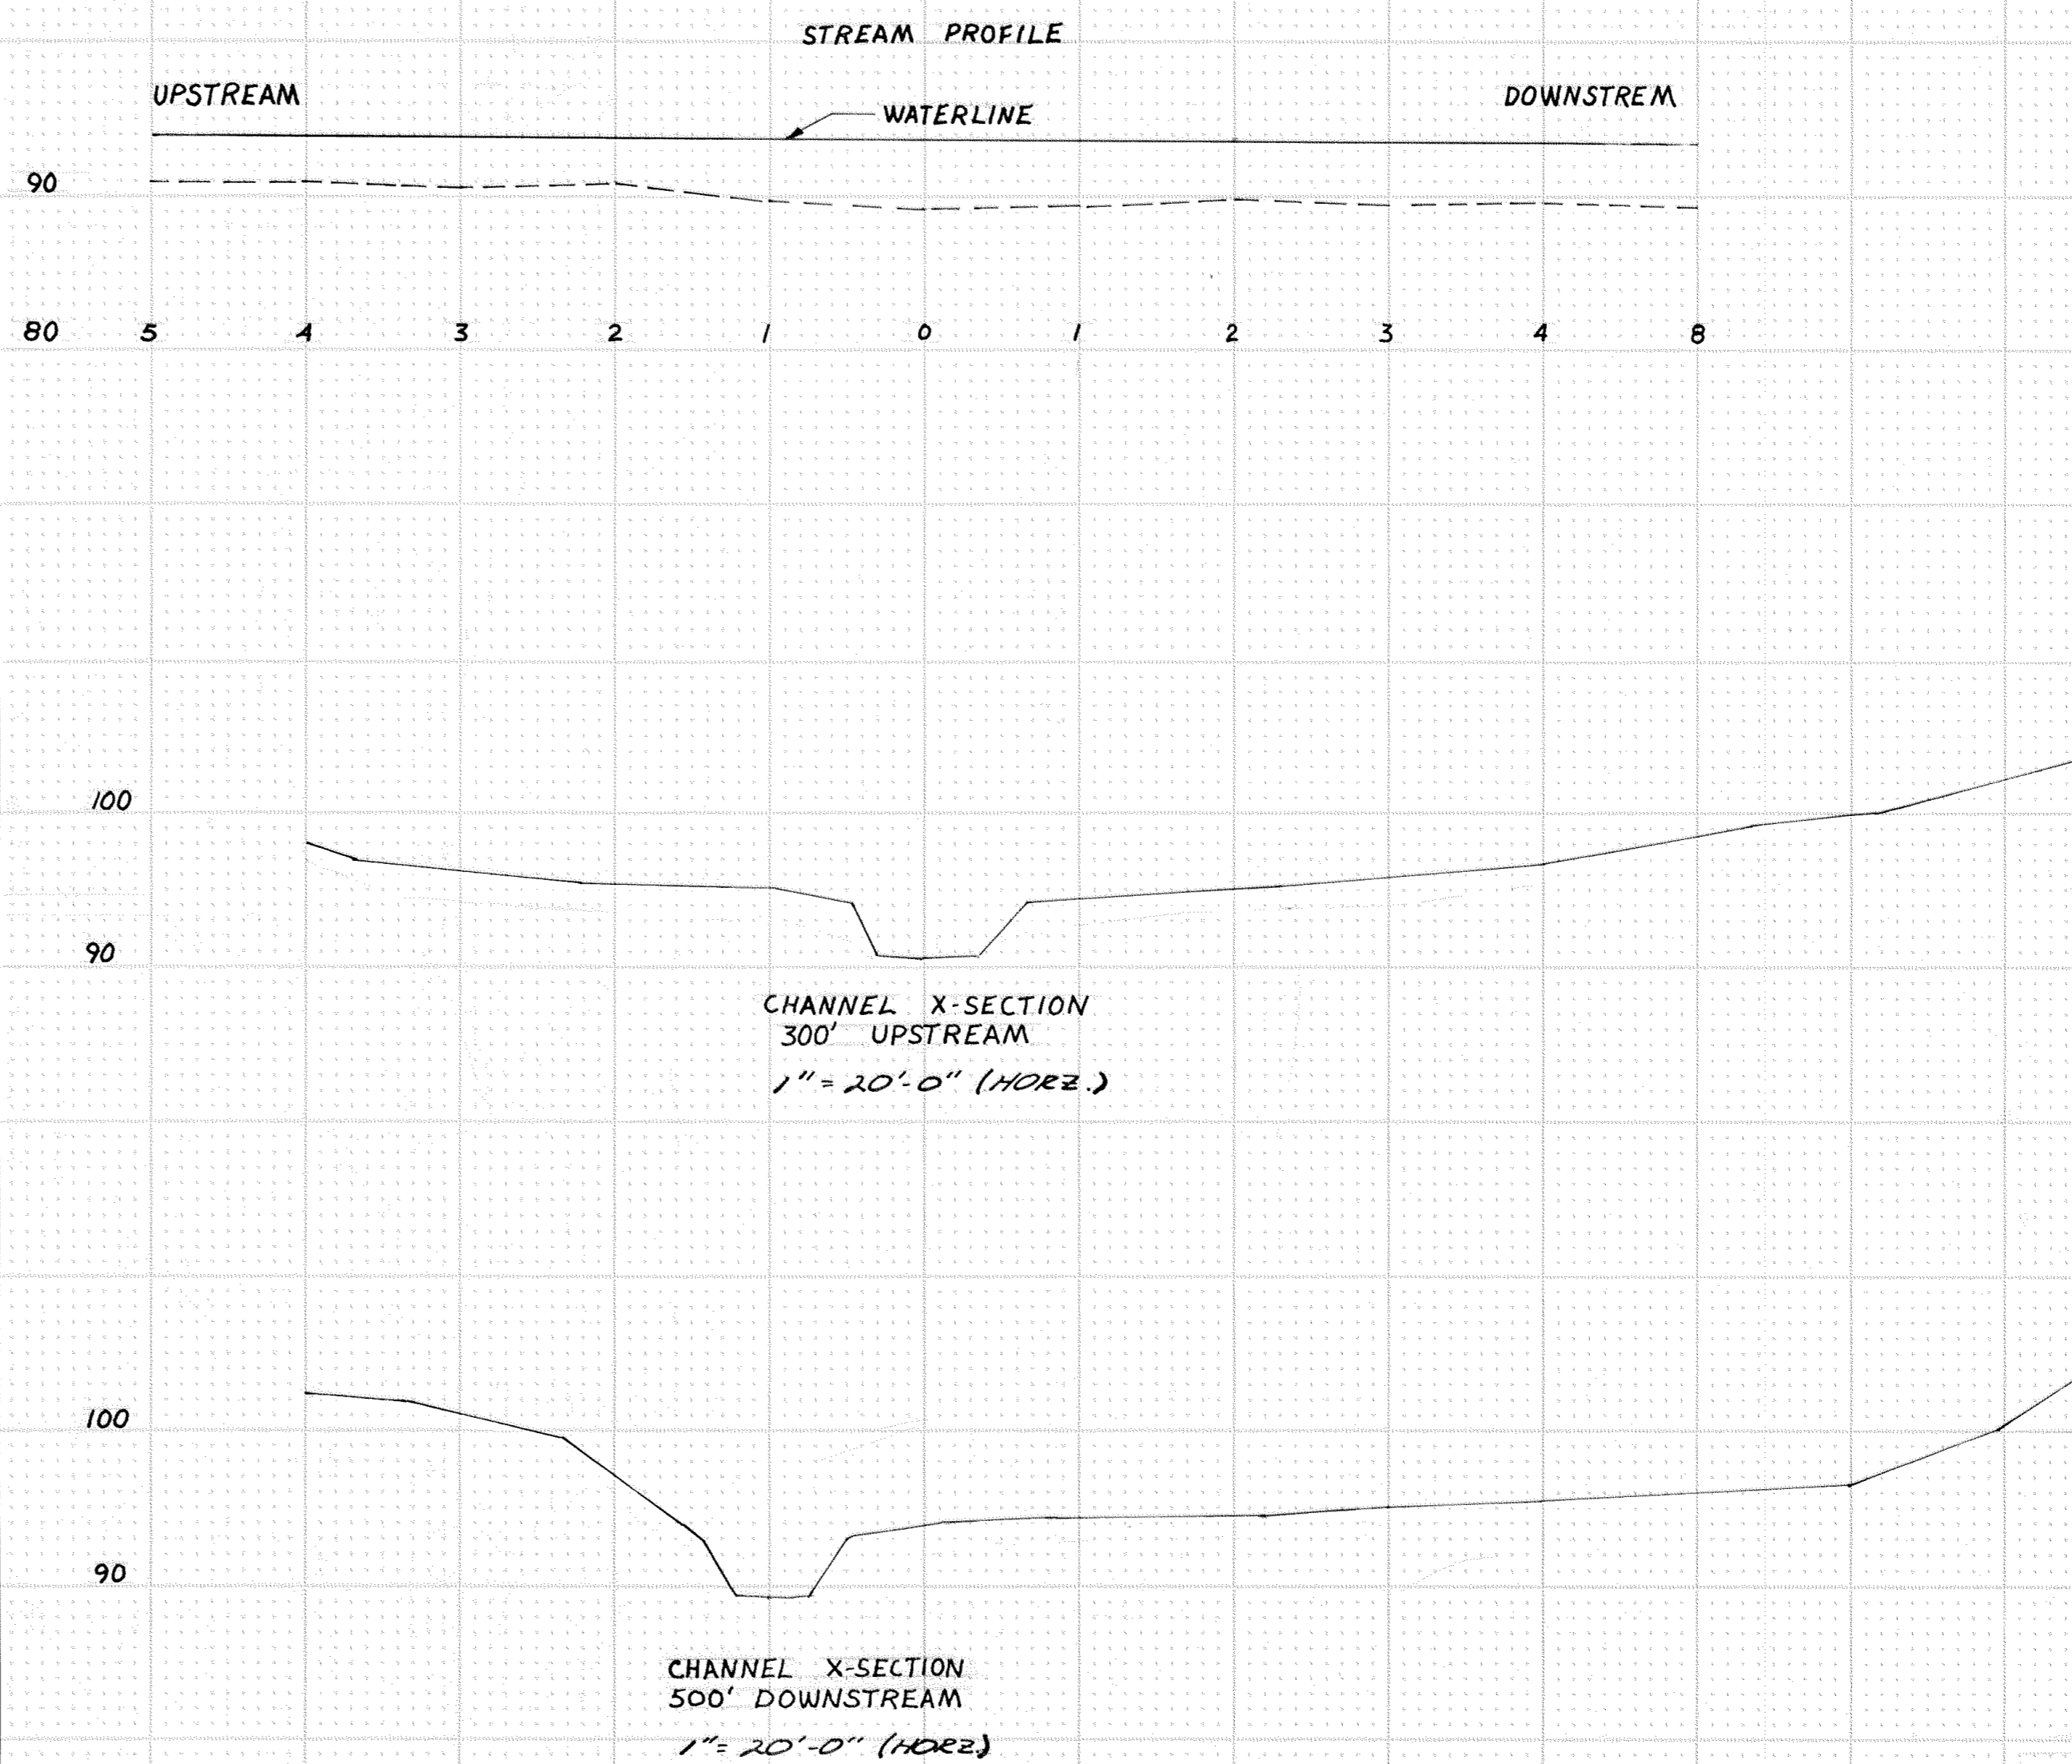 STREAM PROFILE
UPSTREAM
DOWNSTREM
WATERLINE
90
80 5 4 3 2 1 0 1 2 3 4 8
100
90
CHANNEL X-SECTION
300' UPSTREAM
1" = 20'-0" (HORZ.)
100
90
CHANNEL X-SECTION
500' DOWNSTREAM
1" = 20'-0" (HORZ.)